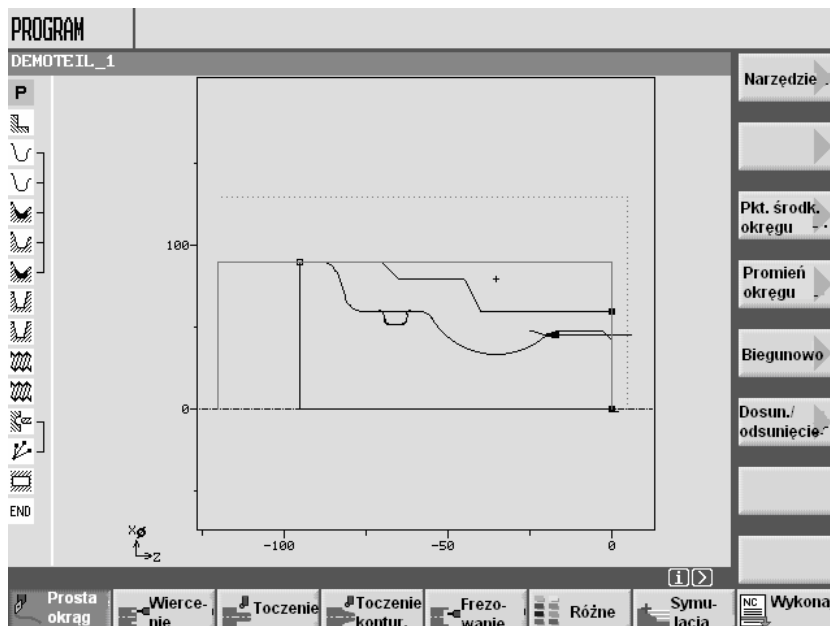 PROGRAM
DEMOTEIL_1
Narzędzie
P
Pkt. środk.
okręgu
100
Promień
okręgu
Biegunowo
0
Dosun./
odsunięcie
END
X
Z
-100
-50
0
Prosta
okrąg
Wierce-
nie
Toczenie
Toczenie
kontur.
Frezo-
wanie
Różne
Symu-
lacja
NC
Wykona